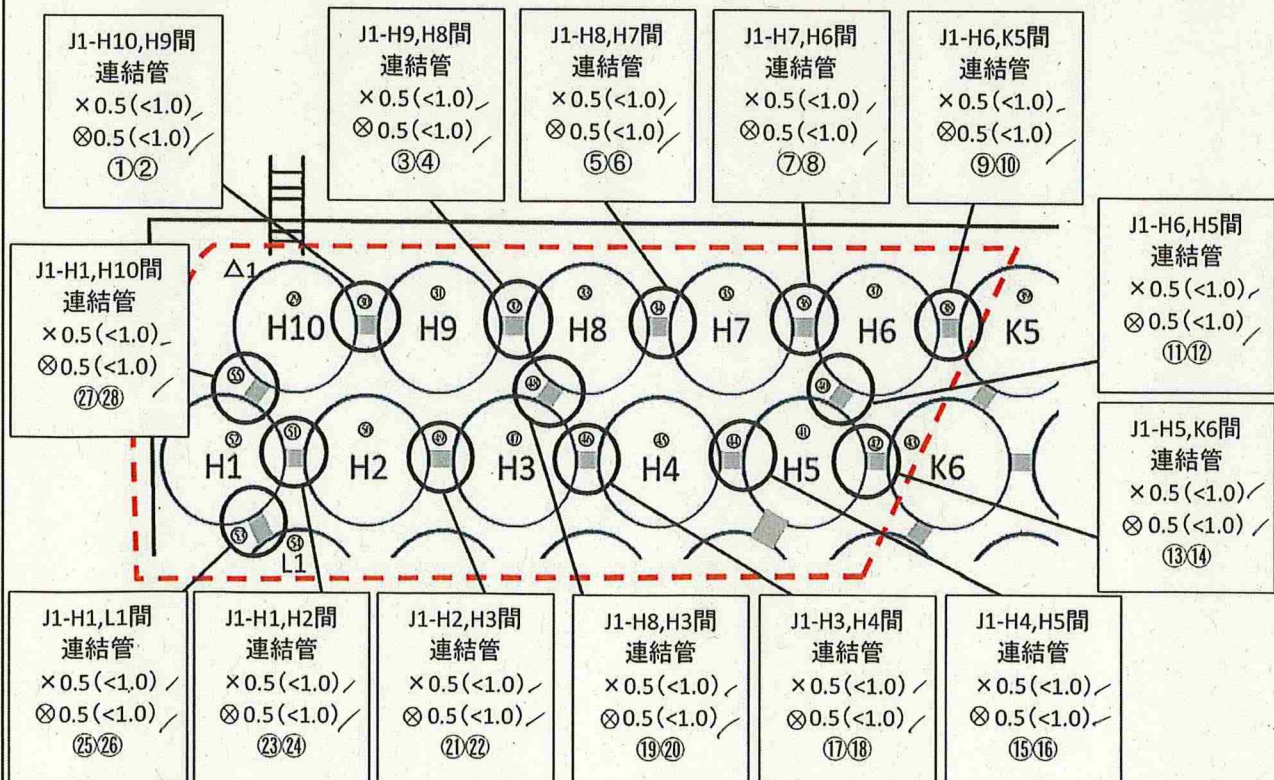 J1-H10,H9間
連結管
×0.5(<1.0)
⊗0.5(<1.0)
①②
J1-H9,H8間
連結管
×0.5(<1.0)
⊗0.5(<1.0)
③④
J1-H8,H7間
連結管
×0.5(<1.0)
⊗0.5(<1.0)
⑤⑥
J1-H7,H6間
連結管
×0.5(<1.0)
⊗0.5(<1.0)
⑦⑧
J1-H6,K5間
連結管
×0.5(<1.0)
⊗0.5(<1.0)
⑨⑩
J1-H6,H5間
連結管
×0.5(<1.0)
⊗0.5(<1.0)
⑪⑫
J1-H1,H10間
連結管
×0.5(<1.0)
⊗0.5(<1.0)
㉗㉘
△1
H10
H9
H8
H7
H6
K5
H1
H2
H3
H4
H5
K6
L1
J1-H5,K6間
連結管
×0.5(<1.0)
⊗0.5(<1.0)
⑬⑭
J1-H1,L1間
連結管
×0.5(<1.0)
⊗0.5(<1.0)
㉕㉖
J1-H1,H2間
連結管
×0.5(<1.0)
⊗0.5(<1.0)
㉓㉔
J1-H2,H3間
連結管
×0.5(<1.0)
⊗0.5(<1.0)
㉑㉒
J1-H8,H3間
連結管
×0.5(<1.0)
⊗0.5(<1.0)
⑲⑳
J1-H3,H4間
連結管
×0.5(<1.0)
⊗0.5(<1.0)
⑰⑱
J1-H4,H5間
連結管
×0.5(<1.0)
⊗0.5(<1.0)
⑮⑯